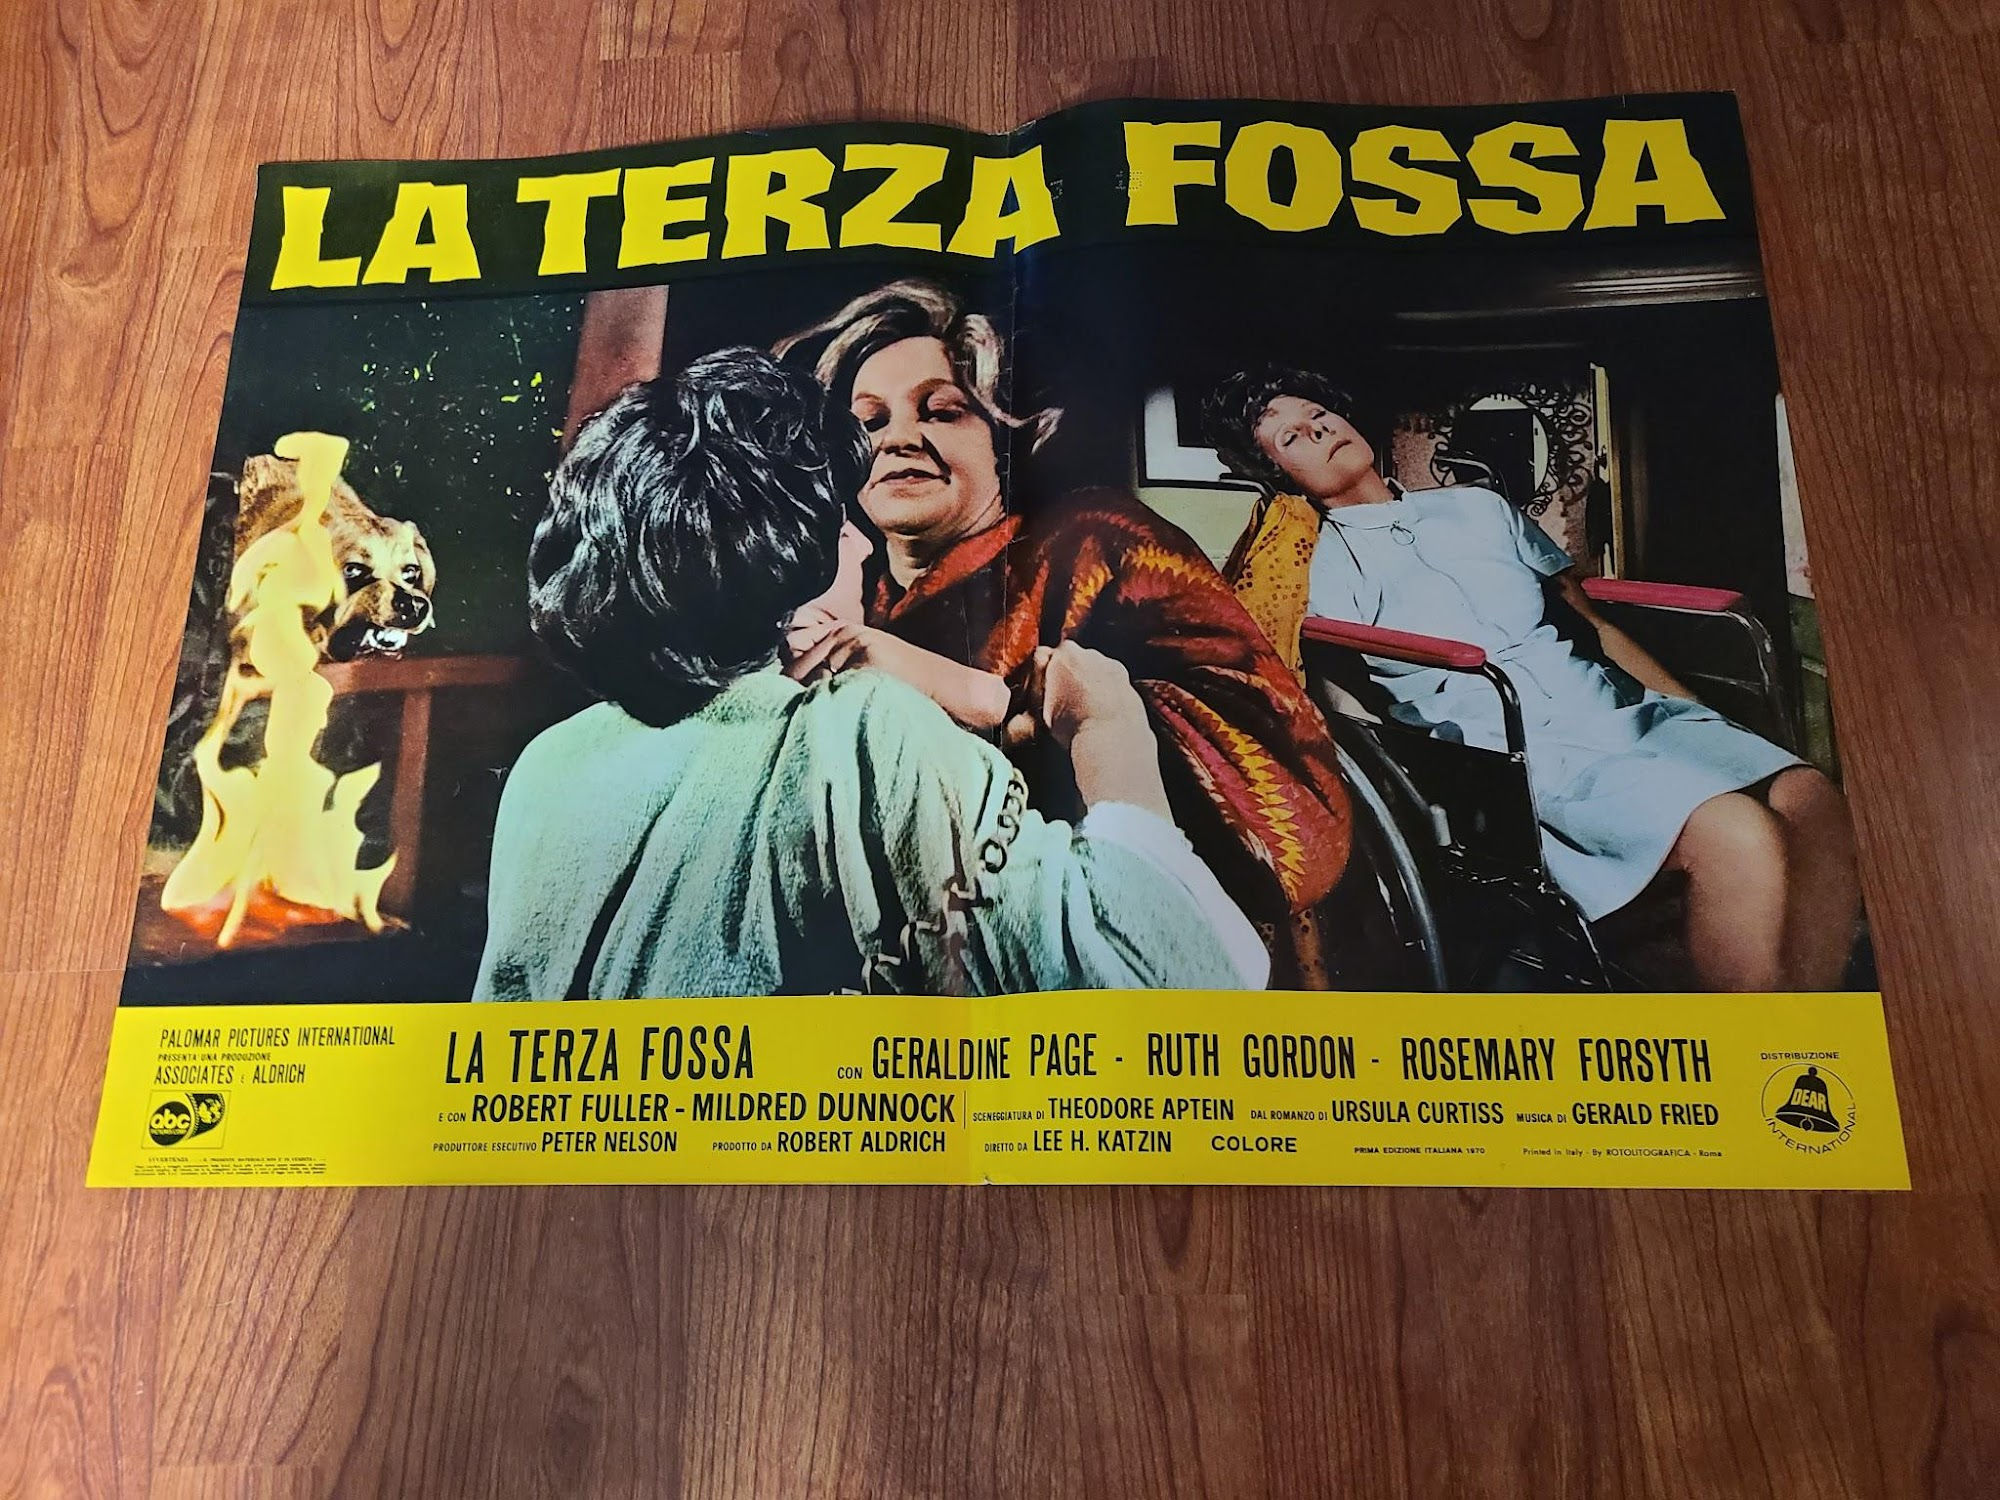 LA TERZA FOSSA
PALOMAR PICTURES INTERNATIONAL
PRESENTA UNA PRODUZIONE
ASSOCIATES E ALDRICH
abc
LA TERZA FOSSA CON GERALDINE PAGE - RUTH GORDON - ROSEMARY FORSYTH
E CON ROBERT FULLER - MILDRED DUNNOCK SCENEGGIATURA DI THEODORE APTEIN DAL ROMANZO DI URSULA CURTISS MUSICA DI GERALD FRIED
PRODUTTORE ESECUTIVO PETER NELSON PRODOTTO DA ROBERT ALDRICH DIRETTO DA LEE H. KATZIN COLORE PRIMA EDIZIONE ITALIANA 1970 Printed in Italy - By ROTOLITOGRAFICA - Roma
DISTRIBUZIONE
DEAR
INTERNATIONAL
AVVERTENZA